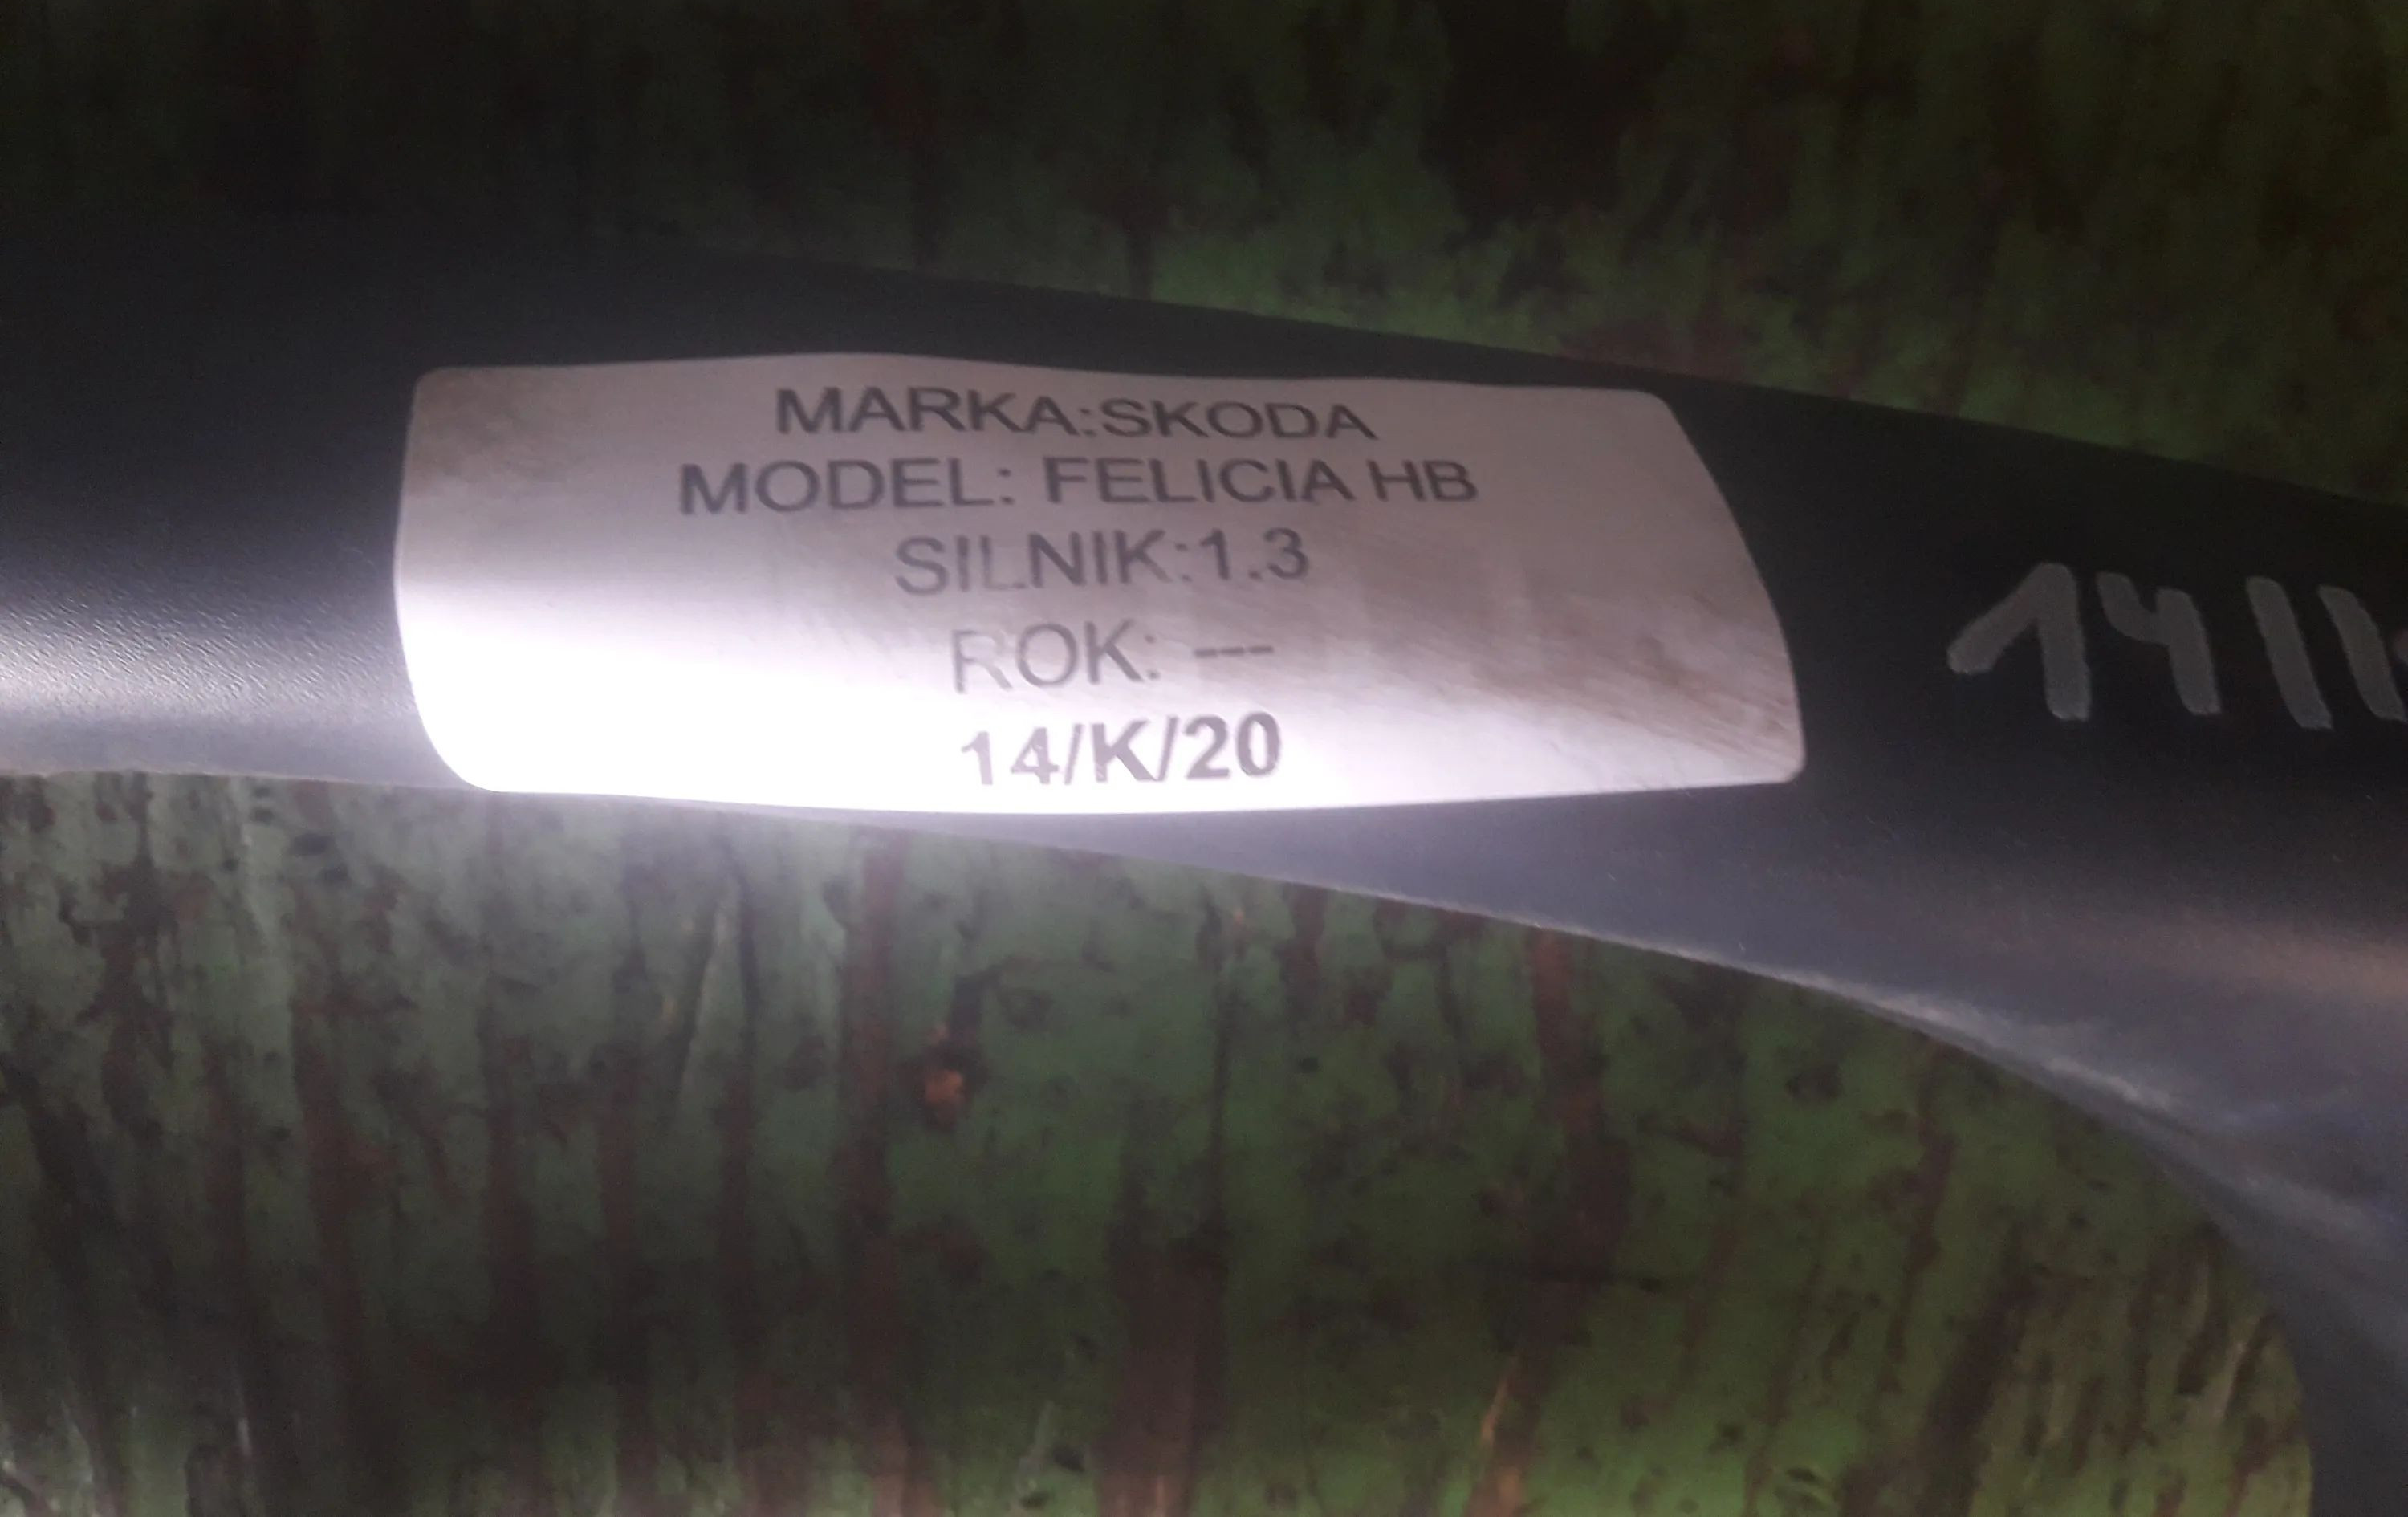 MARKA:SKODA
MODEL: FELICIA HB
SILNIK:1.3
ROK: ---
14/K/20